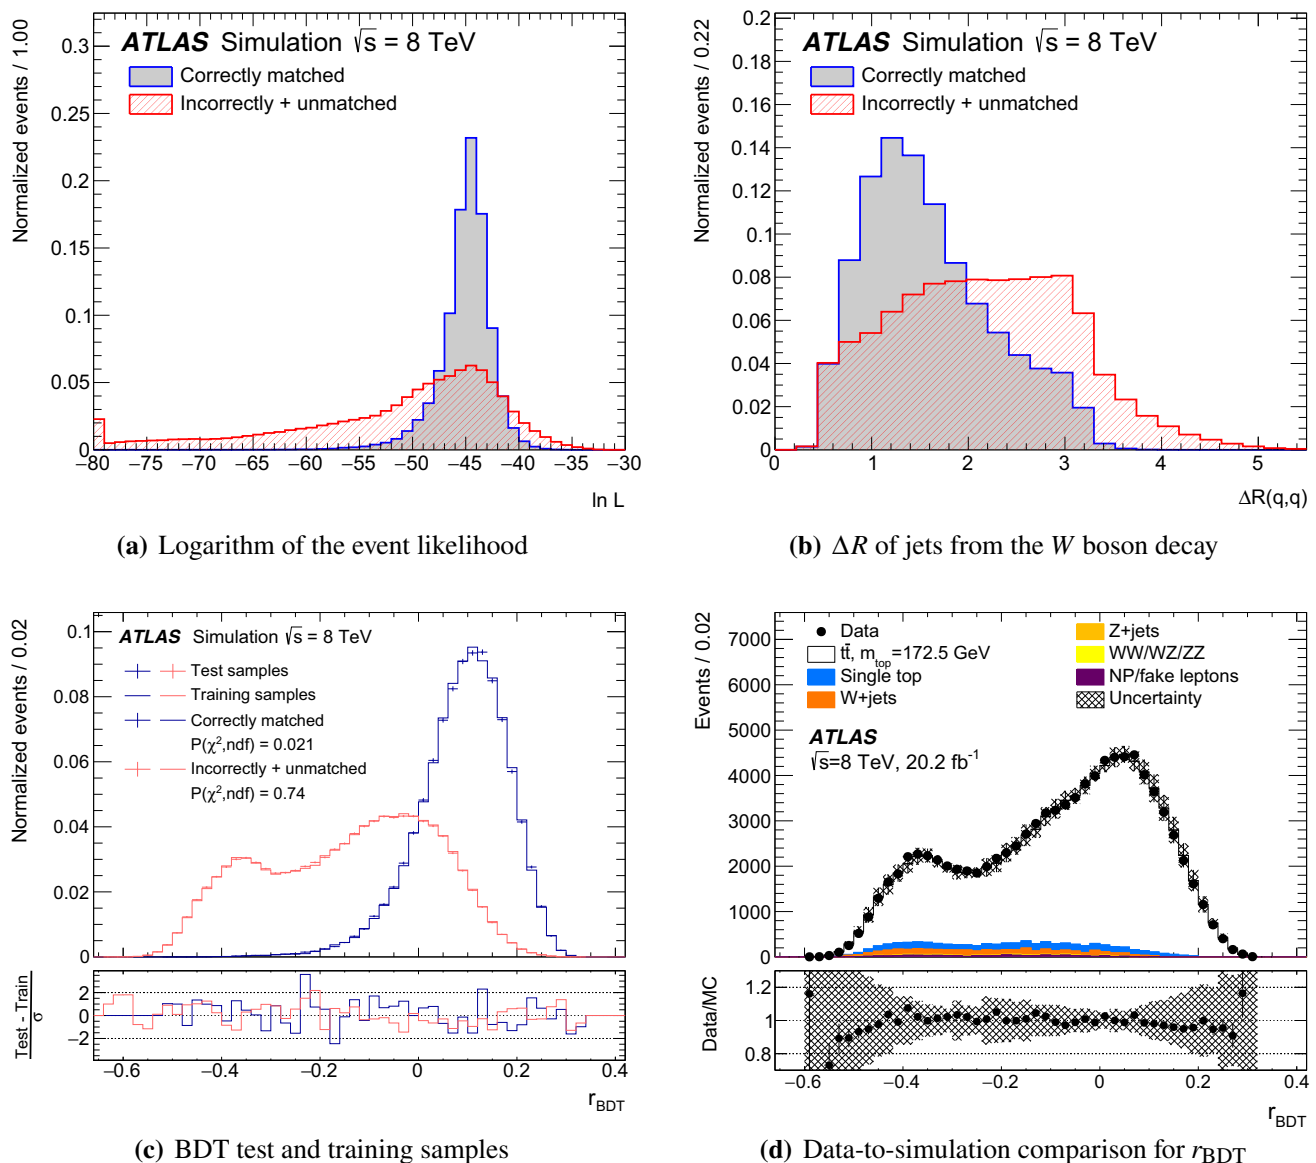 ATLAS Simulation √s = 8 TeV
Correctly matched
Incorrectly + unmatched
Normalized events / 1.00
0.3
0.25
0.2
0.15
0.1
0.05
0
−80 −75 −70 −65 −60 −55 −50 −45 −40 −35 −30
ln L
(a) Logarithm of the event likelihood
ATLAS Simulation √s = 8 TeV
Correctly matched
Incorrectly + unmatched
Normalized events / 0.22
0.2
0.18
0.16
0.14
0.12
0.1
0.08
0.06
0.04
0.02
0
0 1 2 3 4 5
ΔR(q,q)
(b) ΔR of jets from the W boson decay
ATLAS Simulation √s = 8 TeV
Test samples
Training samples
Correctly matched
P(χ²,ndf) = 0.021
Incorrectly + unmatched
P(χ²,ndf) = 0.74
Normalized events / 0.02
0.1
0.08
0.06
0.04
0.02
0
Test - Train
σ
2
0
−2
−0.6 −0.4 −0.2 0 0.2 0.4
r_BDT
(c) BDT test and training samples
Data
tt̄, m_top=172.5 GeV
Single top
W+jets
Z+jets
WW/WZ/ZZ
NP/fake leptons
Uncertainty
ATLAS
√s=8 TeV, 20.2 fb⁻¹
Events / 0.02
7000
6000
5000
4000
3000
2000
1000
0
Data/MC
1.2
1
0.8
−0.6 −0.4 −0.2 0 0.2 0.4
r_BDT
(d) Data-to-simulation comparison for r_BDT